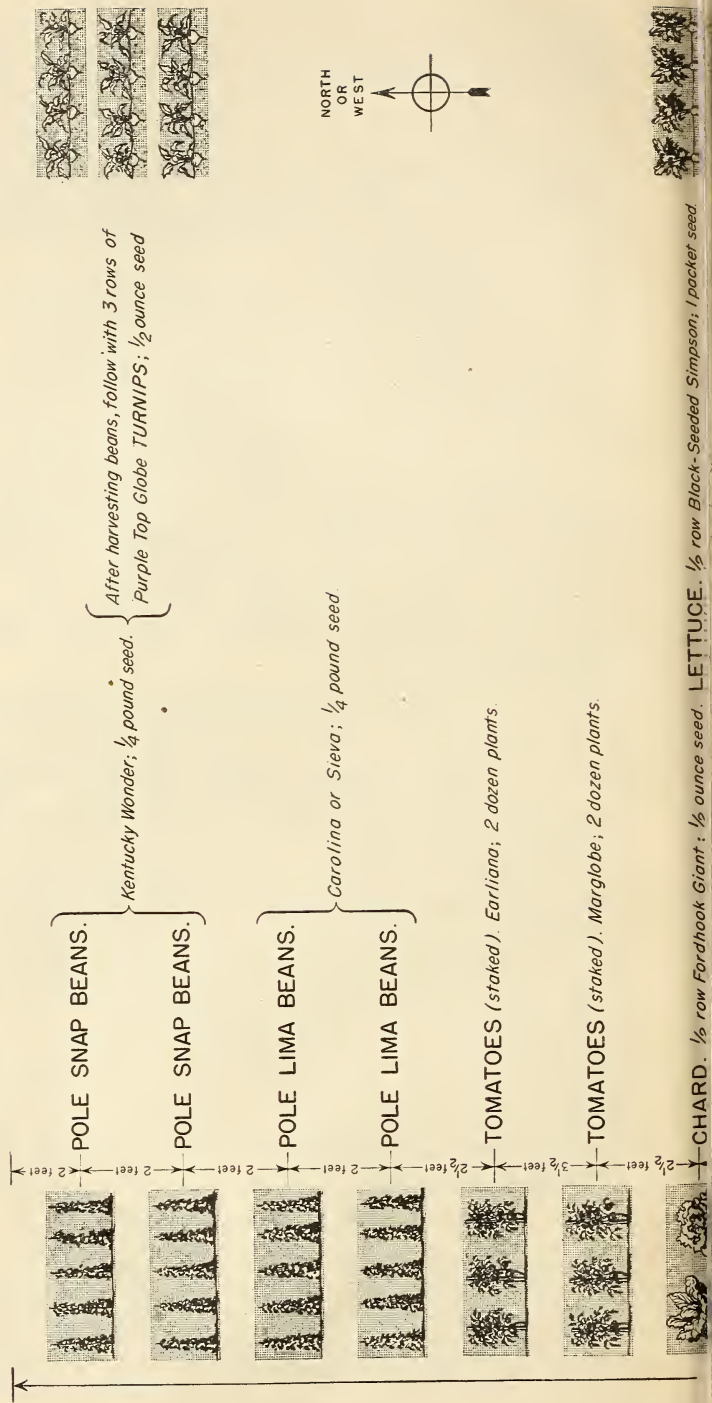 2 feet
POLE SNAP BEANS.
2 feet
POLE SNAP BEANS.
Kentucky Wonder; 1/4 pound seed.
After harvesting beans, follow with 3 rows of
Purple Top Globe TURNIPS; 1/2 ounce seed
2 feet
POLE LIMA BEANS.
2 feet
POLE LIMA BEANS.
Carolina or Sieva; 1/4 pound seed.
2 1/2 feet
TOMATOES (staked). Earliana; 2 dozen plants.
3 1/2 feet
TOMATOES (staked). Marglobe; 2 dozen plants.
2 1/2 feet
CHARD. 1/2 row Fordhook Giant; 1/2 ounce seed. LETTUCE. 1/2 row Black-Seeded Simpson; 1 packet seed.
NORTH
OR
WEST